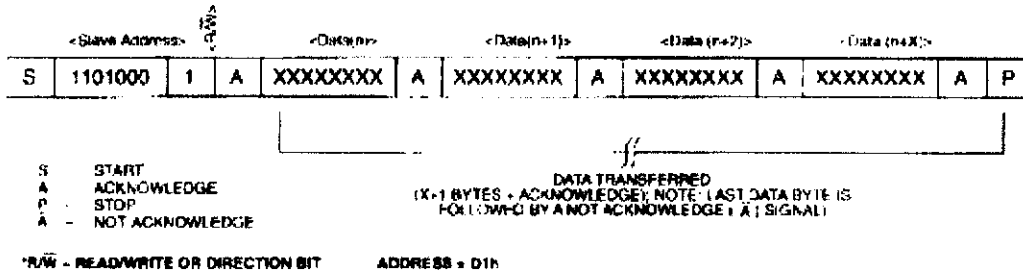 <R/W>
<Slave Address> <Data(n)> <Data(n+1)> <Data (n+2)> <Data (n+X)>
S 1101000 1 A XXXXXXXX A XXXXXXXX A XXXXXXXX A XXXXXXXX A P
S START
A ACKNOWLEDGE
P - STOP
A̅ - NOT ACKNOWLEDGE
DATA TRANSFERRED
(X+1 BYTES + ACKNOWLEDGE); NOTE: LAST DATA BYTE IS
FOLLOWED BY A NOT ACKNOWLEDGE ( A̅ ) SIGNAL)
*R/W̅ - READ/WRITE OR DIRECTION BIT ADDRESS = D1h